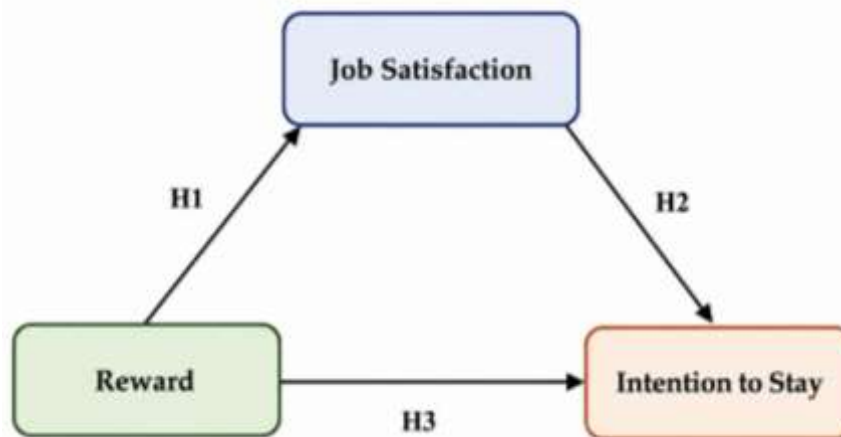 Job Satisfaction
H1
H2
Reward
Intention to Stay
H3